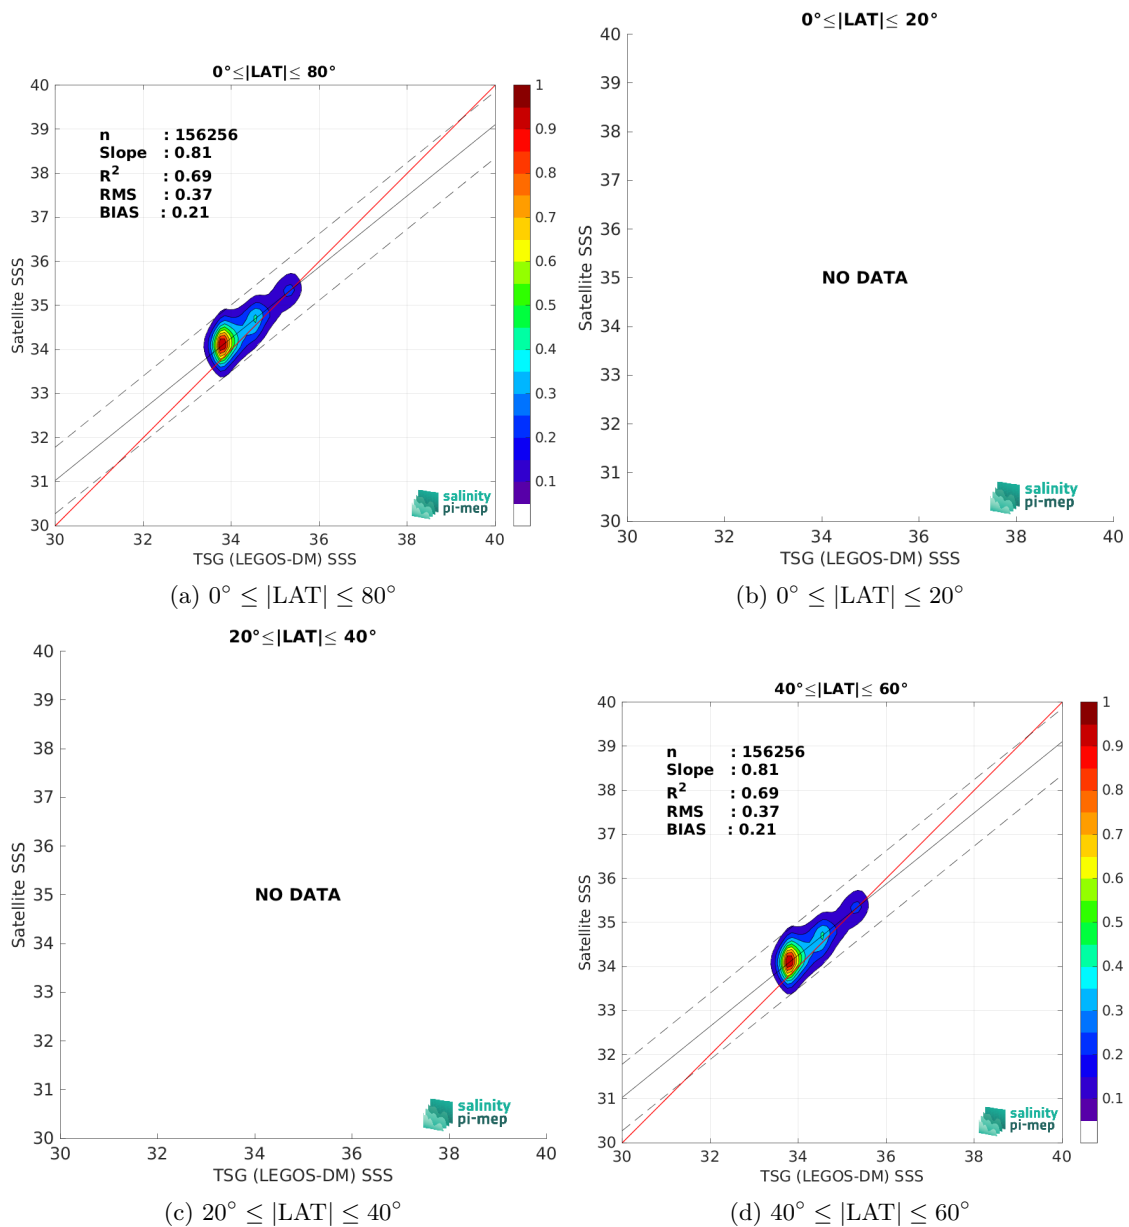 0°≤|LAT|≤ 80°
40
39
38
37
36
35
34
33
32
31
30
30
32
34
36
38
40
Satellite SSS
TSG (LEGOS-DM) SSS
n : 156256
Slope : 0.81
R² : 0.69
RMS : 0.37
BIAS : 0.21
salinity
pi-mep
1
0.9
0.8
0.7
0.6
0.5
0.4
0.3
0.2
0.1
(a) 0° ≤ |LAT| ≤ 80°
0°≤|LAT|≤ 20°
40
39
38
37
36
35
34
33
32
31
30
30
32
34
36
38
40
Satellite SSS
TSG (LEGOS-DM) SSS
NO DATA
salinity
pi-mep
(b) 0° ≤ |LAT| ≤ 20°
20°≤|LAT|≤ 40°
40
39
38
37
36
35
34
33
32
31
30
30
32
34
36
38
40
Satellite SSS
TSG (LEGOS-DM) SSS
NO DATA
salinity
pi-mep
(c) 20° ≤ |LAT| ≤ 40°
40°≤|LAT|≤ 60°
40
39
38
37
36
35
34
33
32
31
30
30
32
34
36
38
40
Satellite SSS
TSG (LEGOS-DM) SSS
n : 156256
Slope : 0.81
R² : 0.69
RMS : 0.37
BIAS : 0.21
salinity
pi-mep
1
0.9
0.8
0.7
0.6
0.5
0.4
0.3
0.2
0.1
(d) 40° ≤ |LAT| ≤ 60°